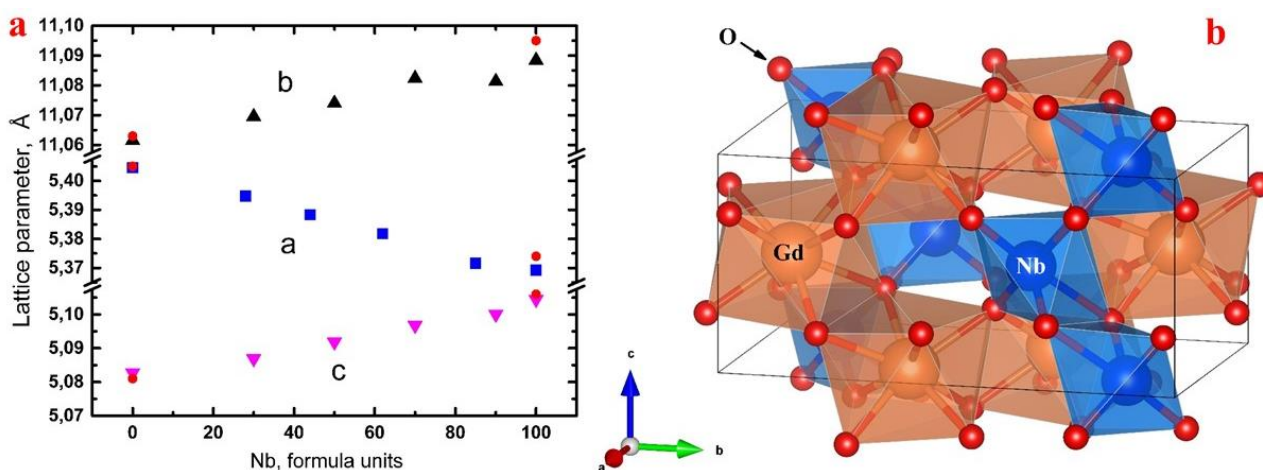 a
Lattice parameter, Å
11,10
11,09
11,08
11,07
11,06
5,40
5,39
5,38
5,37
5,10
5,09
5,08
5,07
b
a
c
0
20
40
60
80
100
Nb, formula units
b
O
Gd
Nb
c
b
a